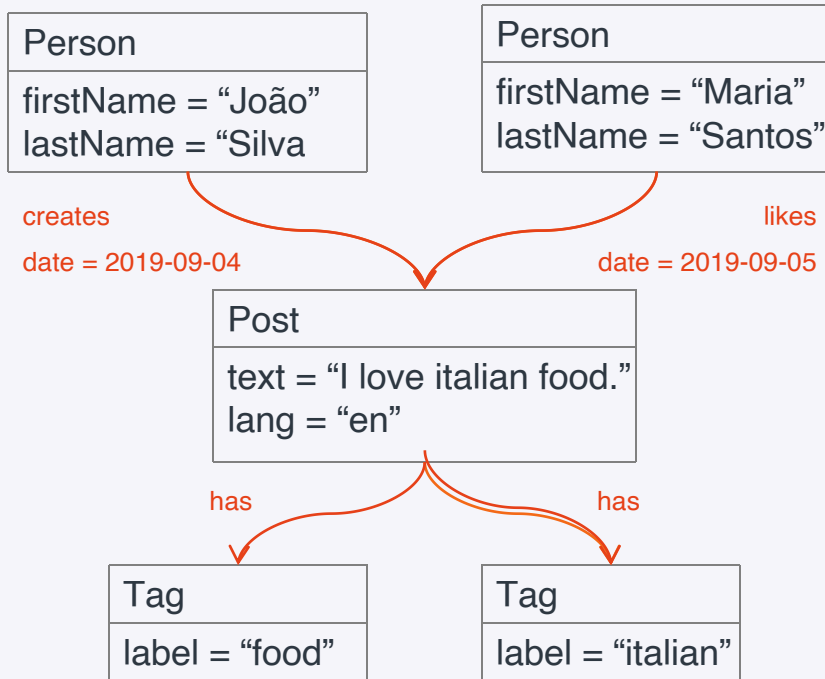 Person
firstName = “João”
lastName = “Silva
Person
firstName = “Maria”
lastName = “Santos”
creates
date = 2019-09-04
likes
date = 2019-09-05
Post
text = “I love italian food.”
lang = “en”
has
has
Tag
label = “food”
Tag
label = “italian”